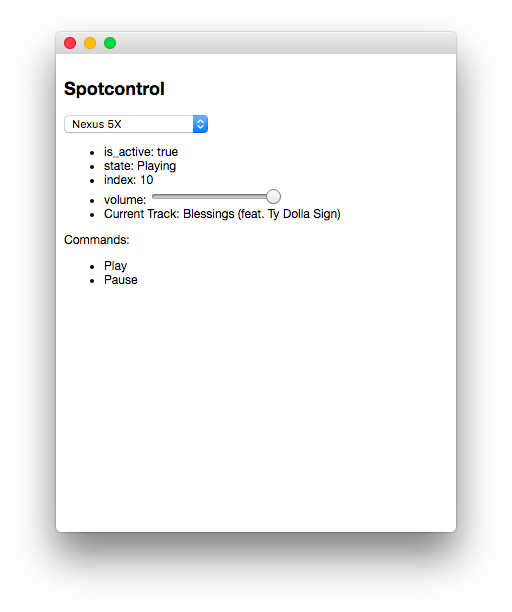 Spotcontrol
Nexus 5X
is_active: true
state: Playing
index: 10
volume:
Current Track: Blessings (feat. Ty Dolla Sign)
Commands:
Play
Pause